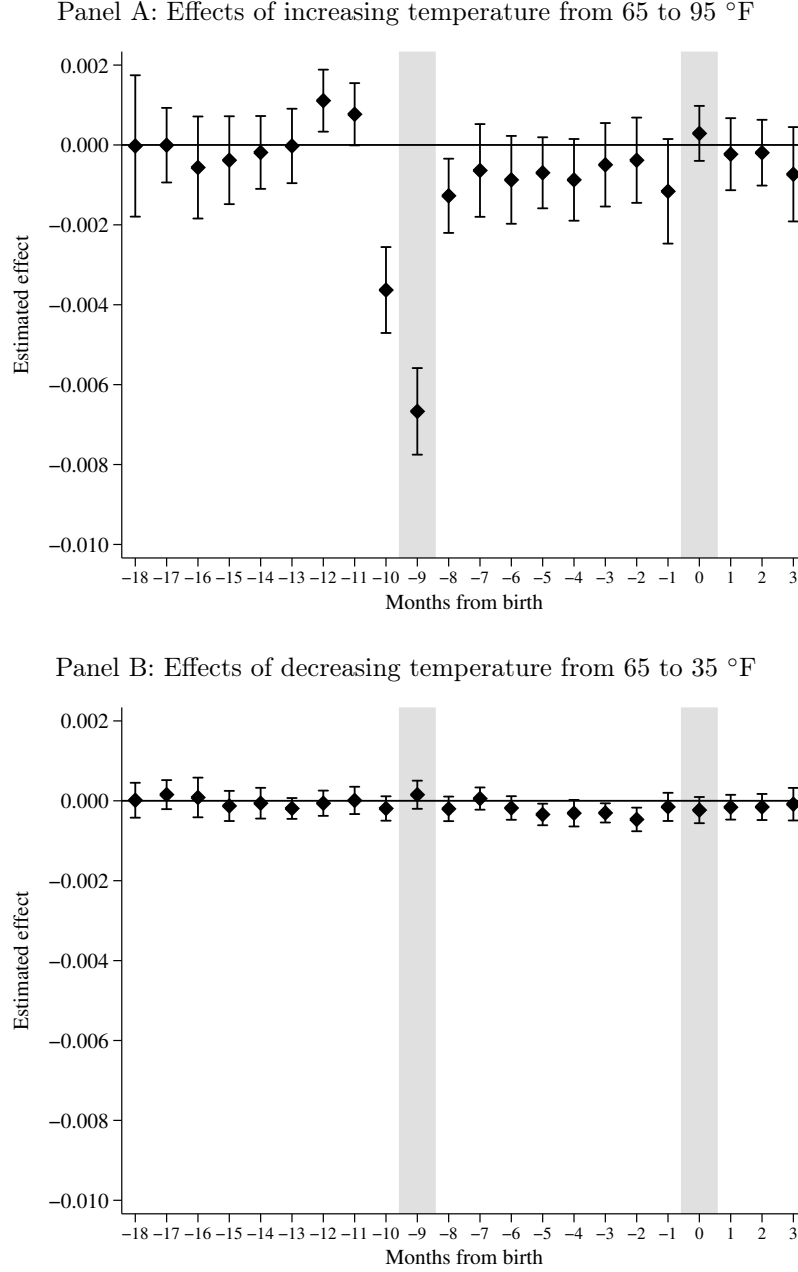 Panel A: Effects of increasing temperature from 65 to 95 °F
0.002
0.000
−0.002
−0.004
−0.006
−0.008
−0.010
Estimated effect
−18 −17 −16 −15 −14 −13 −12 −11 −10 −9 −8 −7 −6 −5 −4 −3 −2 −1 0 1 2 3
Months from birth
Panel B: Effects of decreasing temperature from 65 to 35 °F
0.002
0.000
−0.002
−0.004
−0.006
−0.008
−0.010
Estimated effect
−18 −17 −16 −15 −14 −13 −12 −11 −10 −9 −8 −7 −6 −5 −4 −3 −2 −1 0 1 2 3
Months from birth